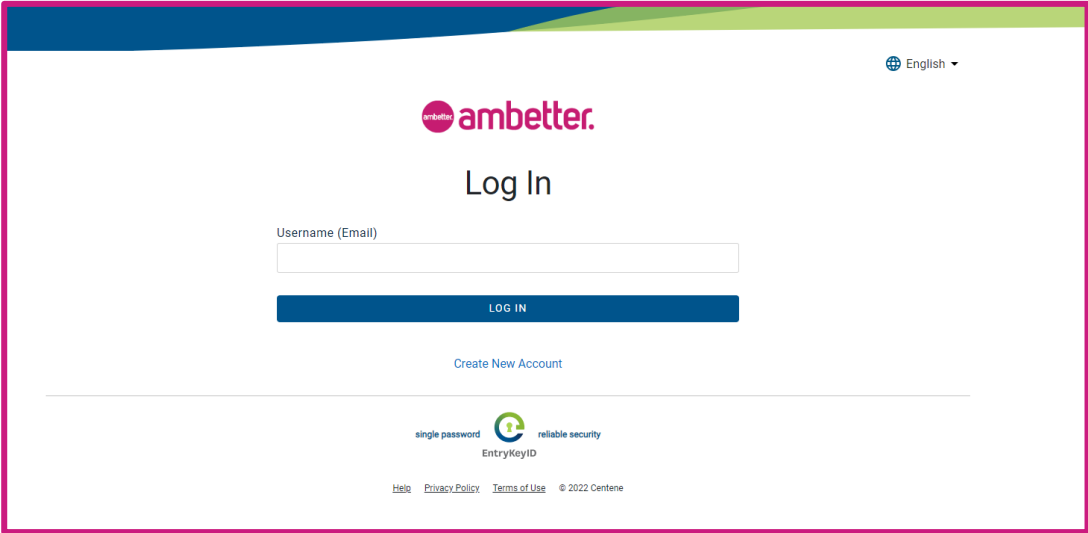 English
ambetter. ambetter.
Log In
Username (Email)
LOG IN
Create New Account
single password reliable security
EntryKeyID
Help Privacy Policy Terms of Use © 2022 Centene